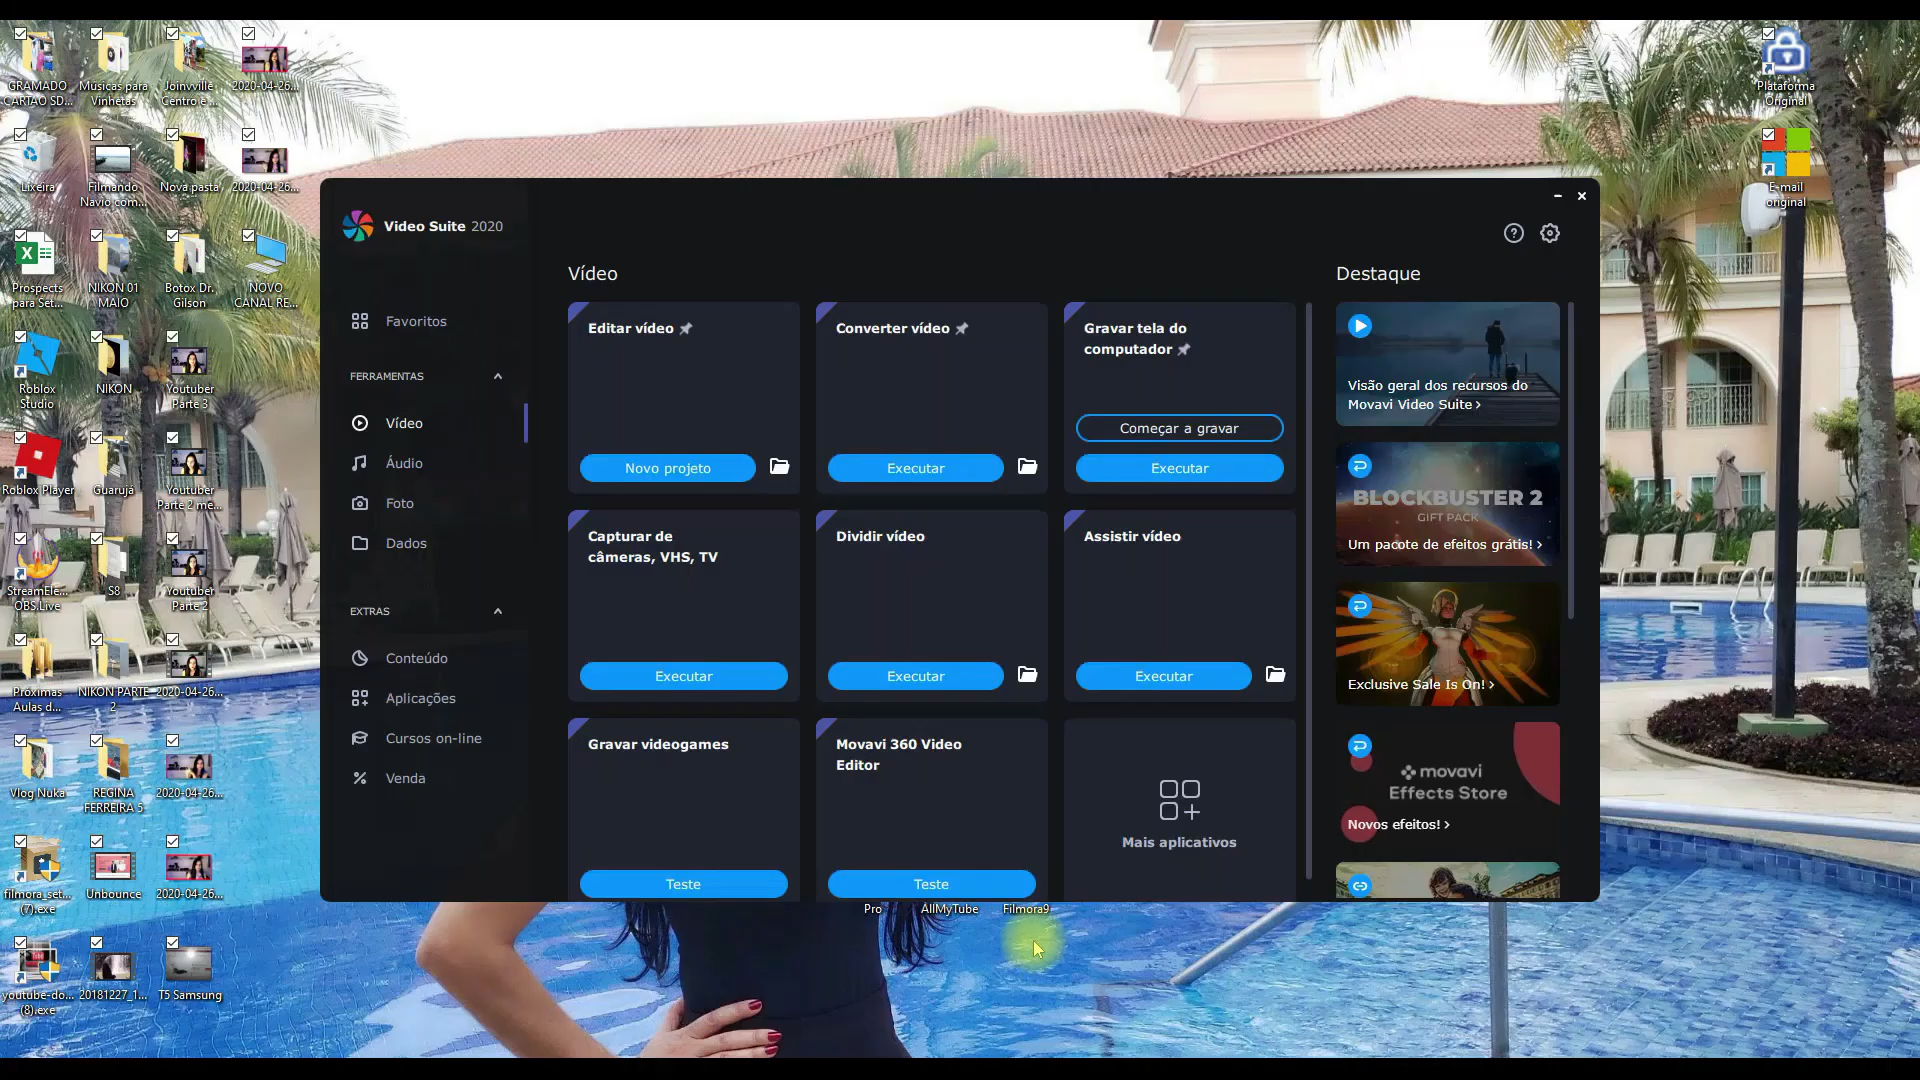 GRAMADO
CARTAO SD...
Musicas para
Vinhetas
Joinvville
Centro e ...
2020-04-26...
Plataforma
Original
Lixeira
Filmando
Navio com...
Nova pasta
2020-04-26...
E-mail
original
Prospects
para Set...
NIKON 01
MAIO
Botox Dr.
Gilson
NOVO
CANAL RE...
Roblox
Studio
NIKON
Youtuber
Parte 3
Roblox Player
Guarujá
Youtuber
Parte 2 me...
StreamEle...
OBS.Live
S8
Youtuber
Parte 2
Próximas
Aulas d...
NIKON PARTE
2
2020-04-26...
Vlog Nuka
REGINA
FERREIRA 5
2020-04-26...
filmora_set...
(7).exe
Unbounce
2020-04-26...
youtube-do...
(8).exe
20181227_1...
T5 Samsung
Video Suite 2020
Favoritos
FERRAMENTAS
Vídeo
Áudio
Foto
Dados
EXTRAS
Conteúdo
Aplicações
Cursos on-line
Venda
Vídeo
Editar vídeo
Novo projeto
Converter vídeo
Executar
Gravar tela do
computador
Começar a gravar
Executar
Capturar de
câmeras, VHS, TV
Executar
Dividir vídeo
Executar
Assistir vídeo
Executar
Gravar videogames
Teste
Movavi 360 Video
Editor
Teste
Mais aplicativos
Destaque
Visão geral dos recursos do
Movavi Video Suite ›
BLOCKBUSTER 2
GIFT PACK
Um pacote de efeitos grátis! ›
Exclusive Sale Is On! ›
movavi
Effects Store
Novos efeitos! ›
Pro
AllMyTube
Filmora9